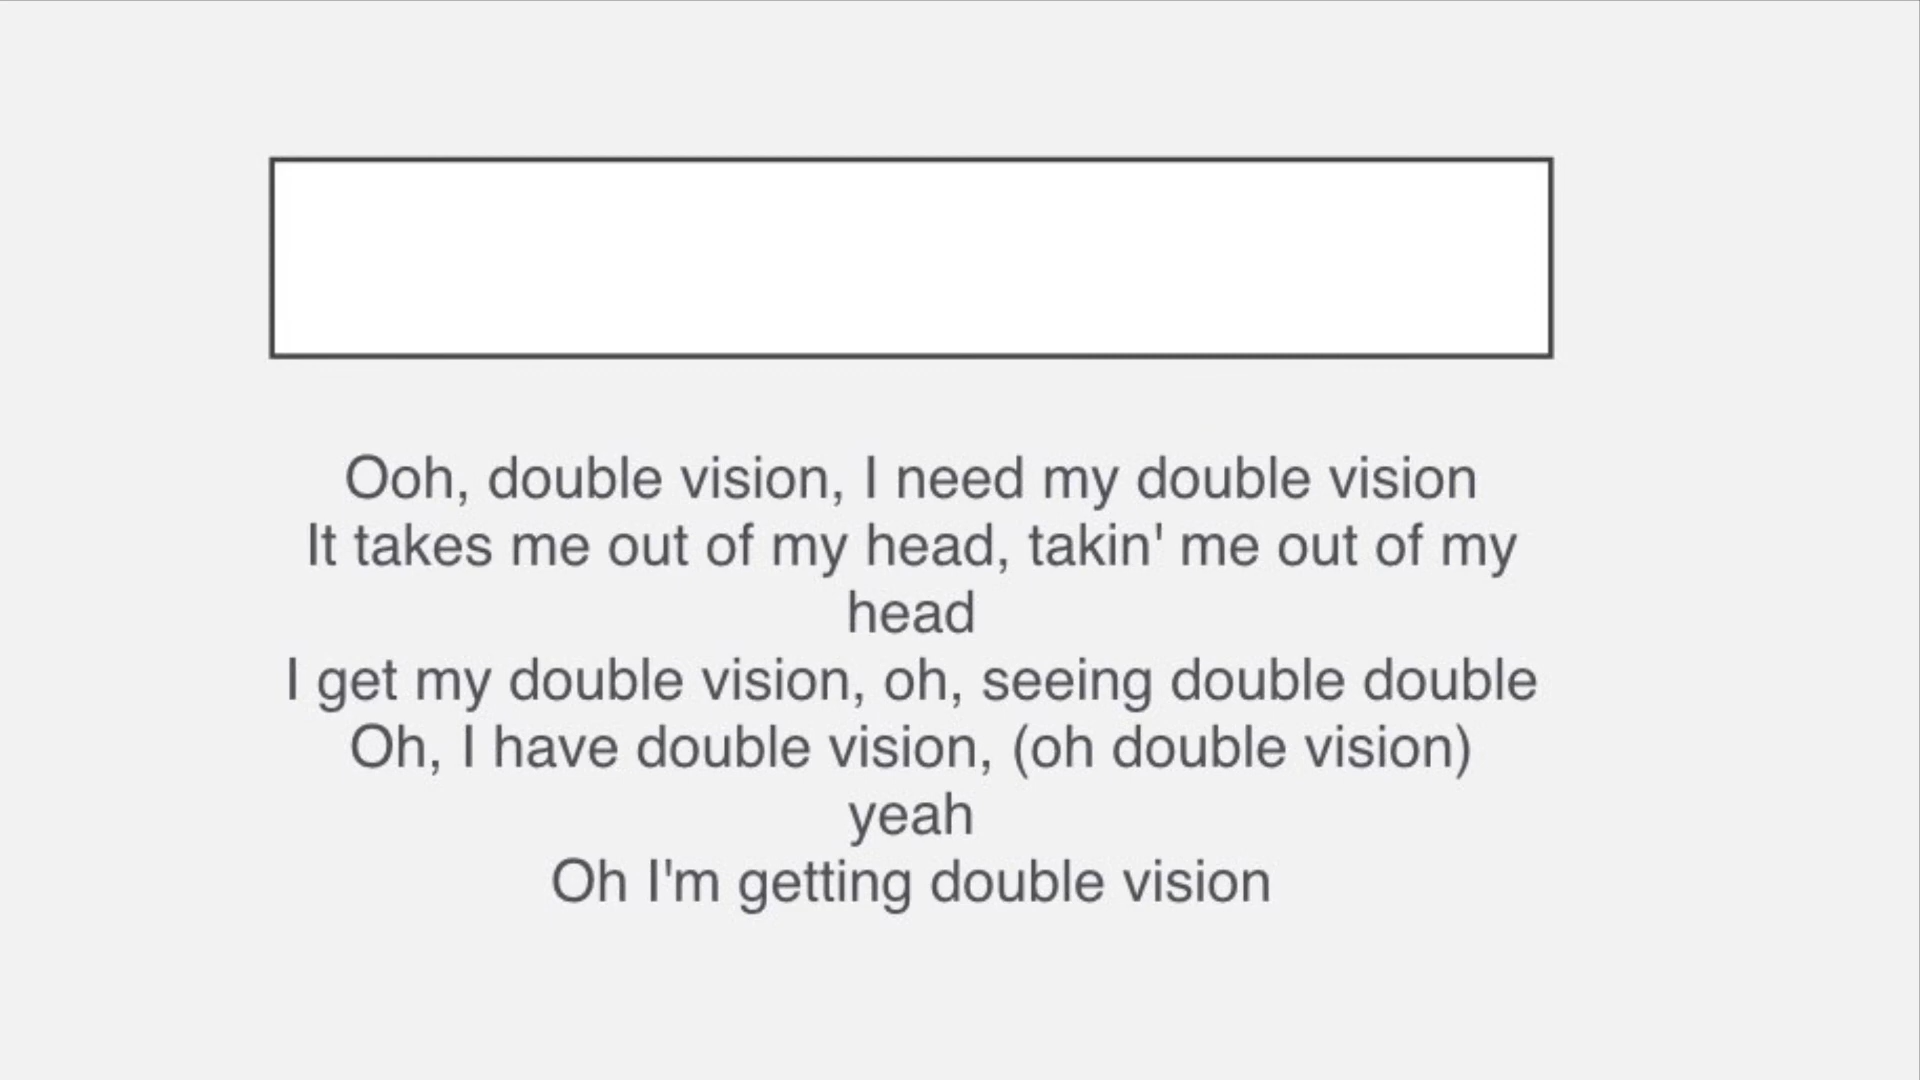 Ooh, double vision, I need my double vision
It takes me out of my head, takin' me out of my
head
I get my double vision, oh, seeing double double
Oh, I have double vision, (oh double vision)
yeah
Oh I'm getting double vision